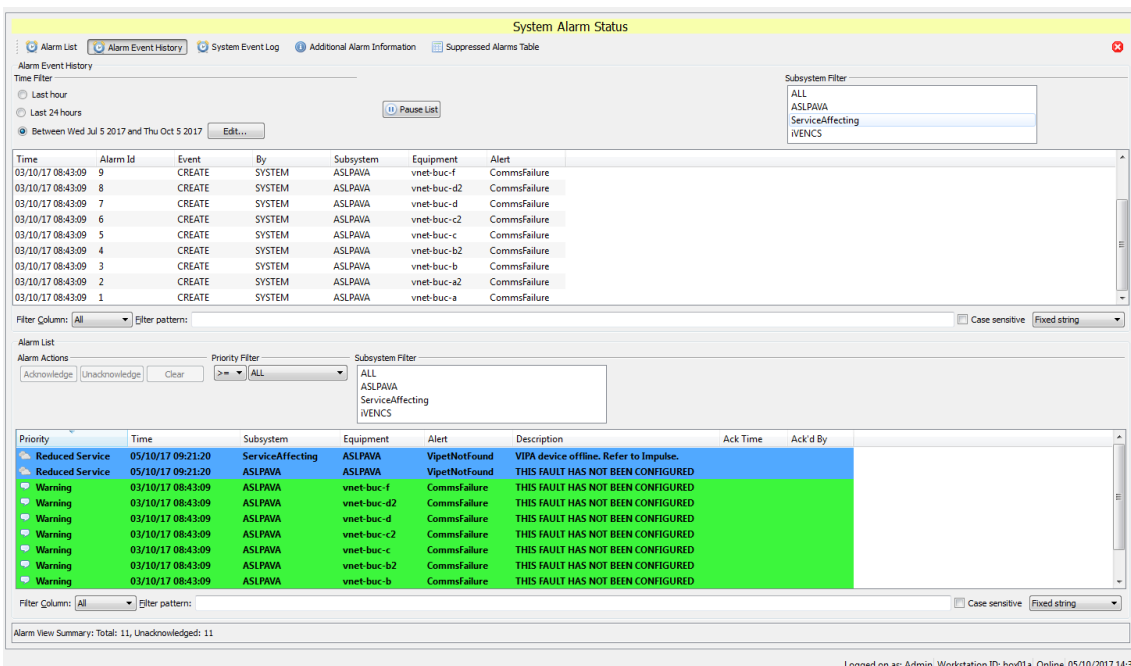 System Alarm Status
Alarm List Alarm Event History System Event Log Additional Alarm Information Suppressed Alarms Table
Alarm Event History
Time Filter Subsystem Filter
Last hour ALL
Last 24 hours Pause List ASLPAVA
Between Wed Jul 5 2017 and Thu Oct 5 2017 Edit... ServiceAffecting
iVENCS
Time Alarm Id Event By Subsystem Equipment Alert
03/10/17 08:43:09 9 CREATE SYSTEM ASLPAVA vnet-buc-f CommsFailure
03/10/17 08:43:09 8 CREATE SYSTEM ASLPAVA vnet-buc-d2 CommsFailure
03/10/17 08:43:09 7 CREATE SYSTEM ASLPAVA vnet-buc-d CommsFailure
03/10/17 08:43:09 6 CREATE SYSTEM ASLPAVA vnet-buc-c2 CommsFailure
03/10/17 08:43:09 5 CREATE SYSTEM ASLPAVA vnet-buc-c CommsFailure
03/10/17 08:43:09 4 CREATE SYSTEM ASLPAVA vnet-buc-b2 CommsFailure
03/10/17 08:43:09 3 CREATE SYSTEM ASLPAVA vnet-buc-b CommsFailure
03/10/17 08:43:09 2 CREATE SYSTEM ASLPAVA vnet-buc-a2 CommsFailure
03/10/17 08:43:09 1 CREATE SYSTEM ASLPAVA vnet-buc-a CommsFailure
Filter Column: All Filter pattern: Case sensitive Fixed string
Alarm List
Alarm Actions Priority Filter Subsystem Filter
Acknowledge Unacknowledge Clear >= ALL ALL
ASLPAVA
ServiceAffecting
iVENCS
Priority Time Subsystem Equipment Alert Description Ack Time Ack'd By
Reduced Service 05/10/17 09:21:20 ServiceAffecting ASLPAVA VipetNotFound VIPA device offline. Refer to Impulse.
Reduced Service 05/10/17 09:21:20 ASLPAVA ASLPAVA VipetNotFound THIS FAULT HAS NOT BEEN CONFIGURED
Warning 03/10/17 08:43:09 ASLPAVA vnet-buc-f CommsFailure THIS FAULT HAS NOT BEEN CONFIGURED
Warning 03/10/17 08:43:09 ASLPAVA vnet-buc-d2 CommsFailure THIS FAULT HAS NOT BEEN CONFIGURED
Warning 03/10/17 08:43:09 ASLPAVA vnet-buc-d CommsFailure THIS FAULT HAS NOT BEEN CONFIGURED
Warning 03/10/17 08:43:09 ASLPAVA vnet-buc-c2 CommsFailure THIS FAULT HAS NOT BEEN CONFIGURED
Warning 03/10/17 08:43:09 ASLPAVA vnet-buc-c CommsFailure THIS FAULT HAS NOT BEEN CONFIGURED
Warning 03/10/17 08:43:09 ASLPAVA vnet-buc-b2 CommsFailure THIS FAULT HAS NOT BEEN CONFIGURED
Warning 03/10/17 08:43:09 ASLPAVA vnet-buc-b CommsFailure THIS FAULT HAS NOT BEEN CONFIGURED
Filter Column: All Filter pattern: Case sensitive Fixed string
Alarm View Summary: Total: 11, Unacknowledged: 11
Logged on as: Admin Workstation ID: box01a Online 05/10/2017